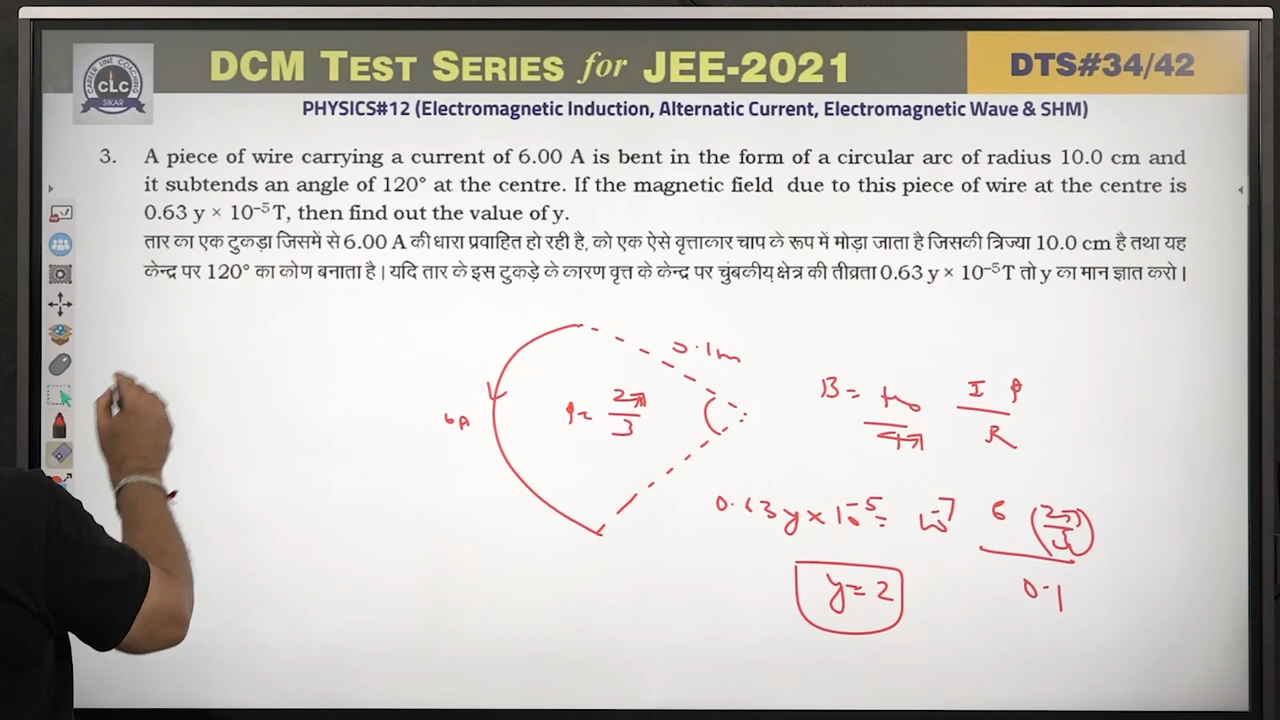 CAREER LINE COACHING
CLC
SIKAR
DCM TEST SERIES for JEE-2021
DTS#34/42
PHYSICS#12 (Electromagnetic Induction, Alternatic Current, Electromagnetic Wave & SHM)
3. A piece of wire carrying a current of 6.00 A is bent in the form of a circular arc of radius 10.0 cm and
it subtends an angle of 120° at the centre. If the magnetic field due to this piece of wire at the centre is
0.63 y × 10⁻⁵T, then find out the value of y.
तार का एक टुकड़ा जिसमें से 6.00 A की धारा प्रवाहित हो रही है, को एक ऐसे वृत्ताकार चाप के रूप में मोड़ा जाता है जिसकी त्रिज्या 10.0 cm है तथा यह
केन्द्र पर 120° का कोण बनाता है। यदि तार के इस टुकड़े के कारण वृत्त के केन्द्र पर चुंबकीय क्षेत्र की तीव्रता 0.63 y × 10⁻⁵T तो y का मान ज्ञात करो।
0.1m
6A
2π
3
B = μ₀ I φ
4π R
0.63 y × 10⁻⁵ = 10⁻⁷ 6 (2π/3)
0.1
y = 2